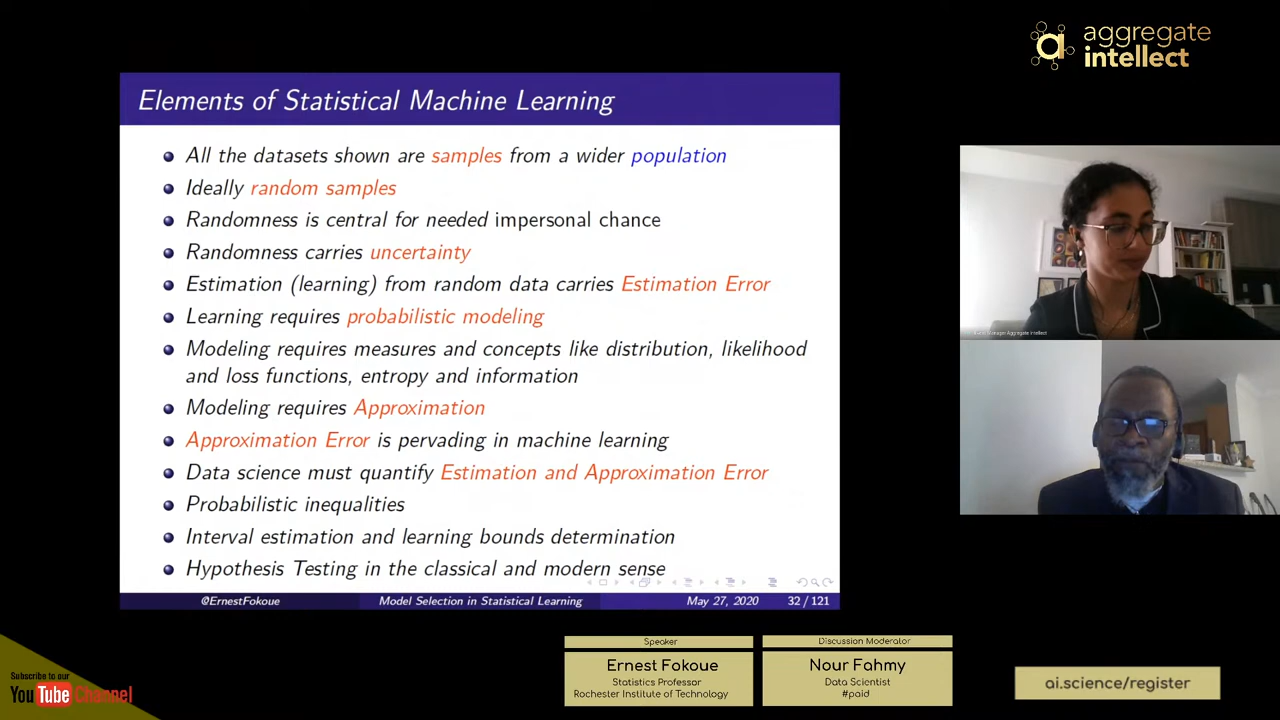 aggregate
intellect
Elements of Statistical Machine Learning
All the datasets shown are samples from a wider population
Ideally random samples
Randomness is central for needed impersonal chance
Randomness carries uncertainty
Estimation (learning) from random data carries Estimation Error
Learning requires probabilistic modeling
Modeling requires measures and concepts like distribution, likelihood
and loss functions, entropy and information
Modeling requires Approximation
Approximation Error is pervading in machine learning
Data science must quantify Estimation and Approximation Error
Probabilistic inequalities
Interval estimation and learning bounds determination
Hypothesis Testing in the classical and modern sense
@ErnestFokoue Model Selection in Statistical Learning May 27, 2020 32 / 121
Aggregate Intellect
Speaker
Ernest Fokoue
Statistics Professor
Rochester Institute of Technology
Discussion Moderator
Nour Fahmy
Data Scientist
#paid
Subscribe to our
YouTube Channel
ai.science/register